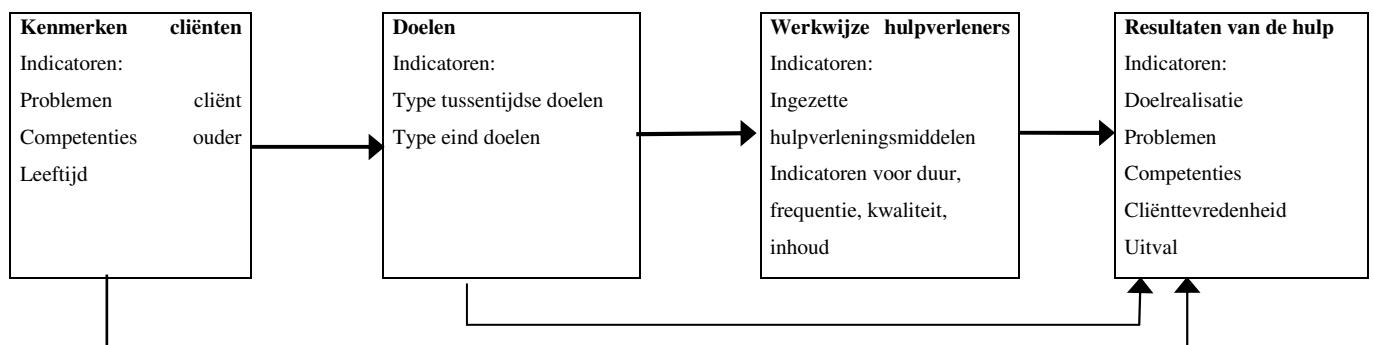 Kenmerken cliënten
Indicatoren:
Problemen cliënt
Competenties ouder
Leeftijd
Doelen
Indicatoren:
Type tussentijdse doelen
Type eind doelen
Werkwijze hulpverleners
Indicatoren:
Ingezette
hulpverleningsmiddelen
Indicatoren voor duur,
frequentie, kwaliteit,
inhoud
Resultaten van de hulp
Indicatoren:
Doelrealisatie
Problemen
Competenties
Cliënttevredenheid
Uitval